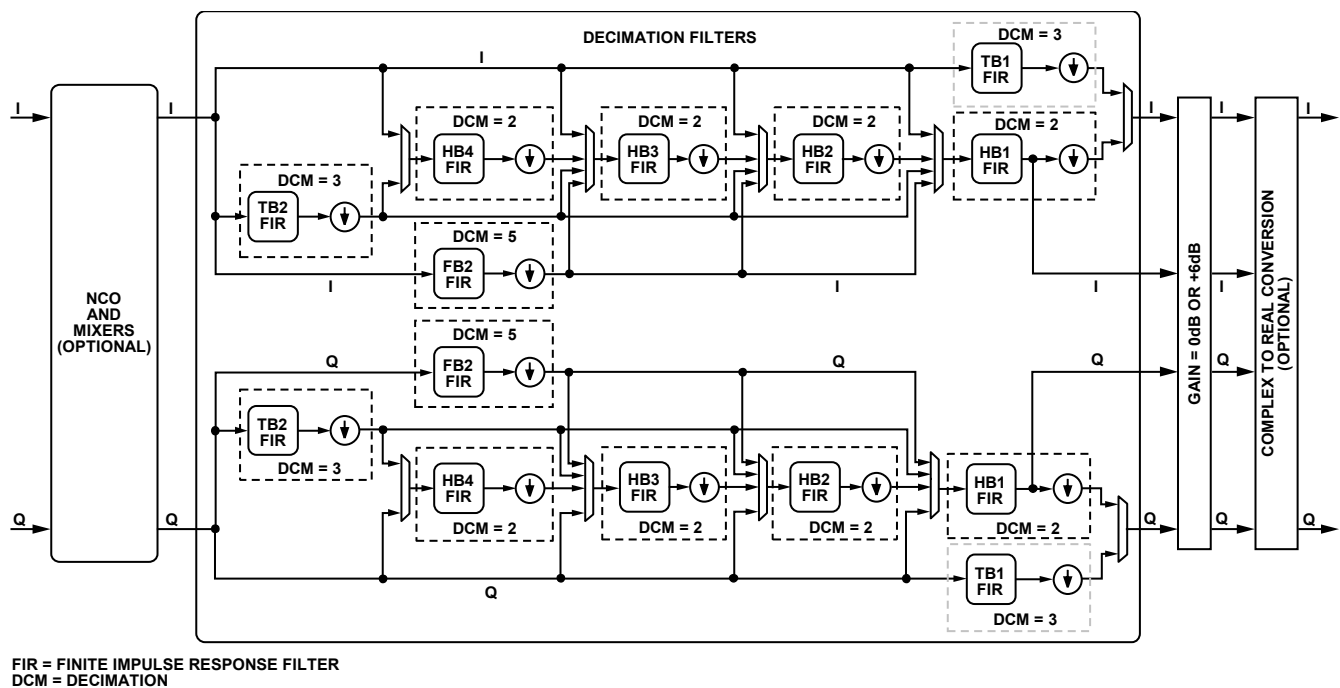 DECIMATION FILTERS
DCM = 3
I
TB1
FIR
I
I
I
I
I
I
DCM = 2
DCM = 2
DCM = 2
DCM = 2
HB4
FIR
HB3
FIR
HB2
FIR
HB1
FIR
DCM = 3
TB2
FIR
DCM = 5
FB2
FIR
I
I
I
I
NCO
AND
MIXERS
(OPTIONAL)
GAIN = 0dB OR +6dB
COMPLEX TO REAL CONVERSION
(OPTIONAL)
DCM = 5
Q
FB2
FIR
Q
Q
Q
TB2
FIR
DCM = 3
HB4
FIR
DCM = 2
HB3
FIR
DCM = 2
HB2
FIR
DCM = 2
HB1
FIR
DCM = 2
Q
Q
Q
Q
Q
Q
TB1
FIR
DCM = 3
FIR = FINITE IMPULSE RESPONSE FILTER
DCM = DECIMATION